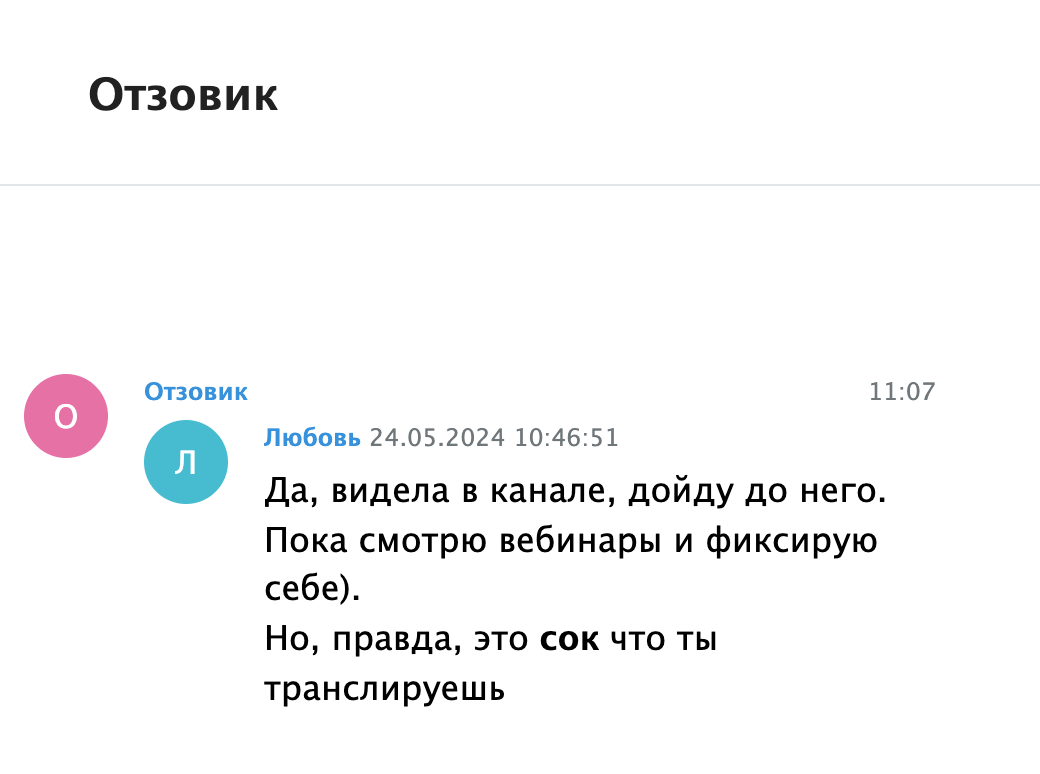 Отзовик
О
Отзовик 11:07
Л
Любовь 24.05.2024 10:46:51
Да, видела в канале, дойду до него.
Пока смотрю вебинары и фиксирую
себе).
Но, правда, это сок что ты
транслируешь